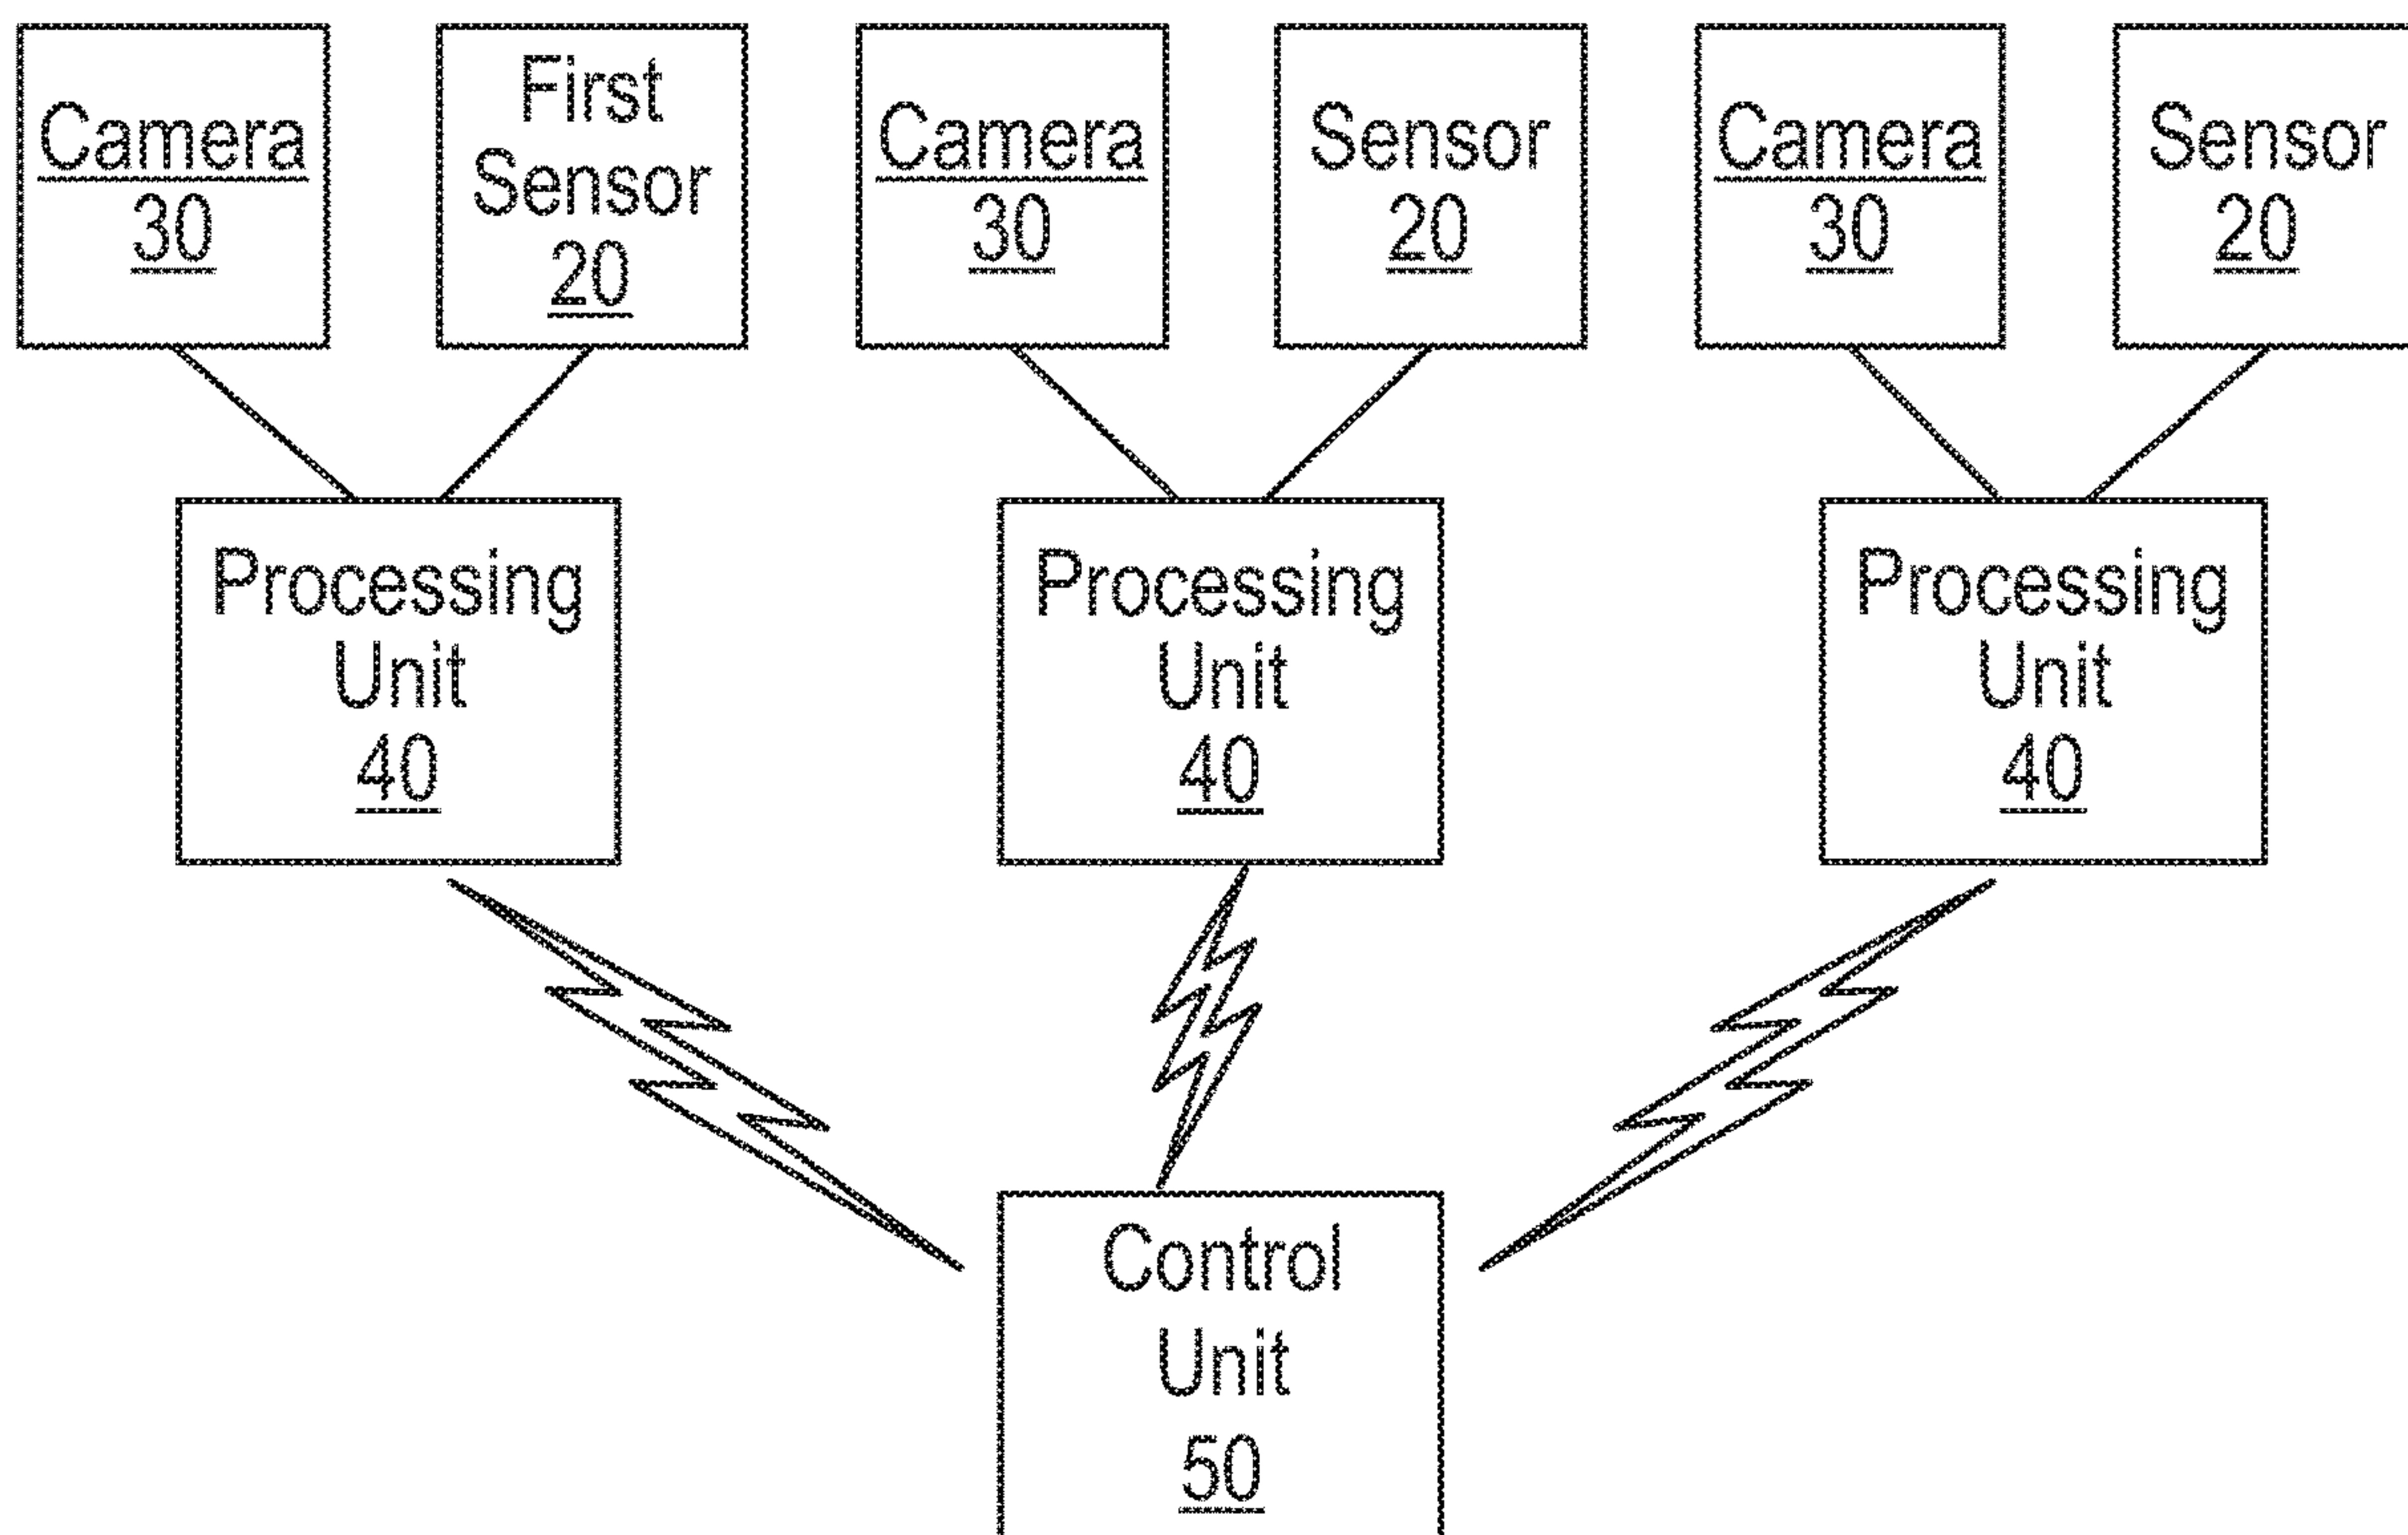 Camera
30
First
Sensor
20
Camera
30
Sensor
20
Camera
30
Sensor
20
Processing
Unit
40
Processing
Unit
40
Processing
Unit
40
Control
Unit
50